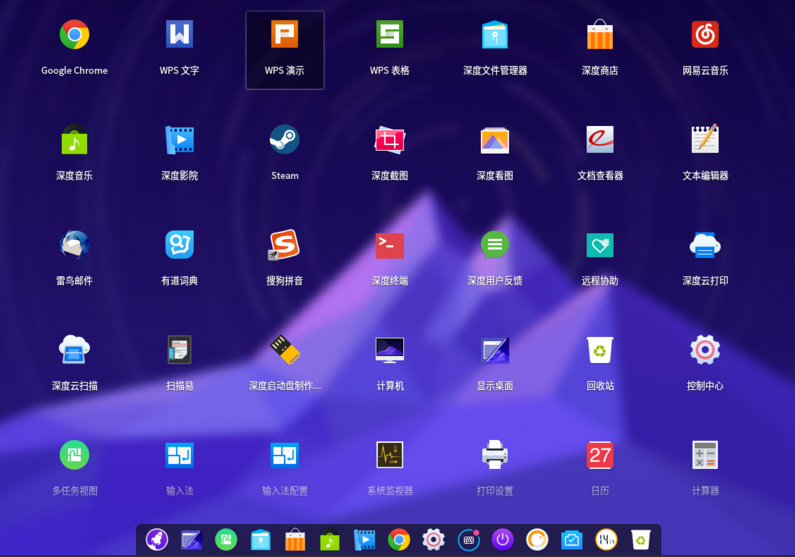 Google Chrome
WPS 文字
WPS 演示
WPS 表格
深度文件管理器
深度商店
网易云音乐
深度音乐
深度影院
Steam
深度截图
深度看图
文档查看器
文本编辑器
雷鸟邮件
有道词典
搜狗拼音
深度终端
深度用户反馈
远程协助
深度云打印
深度云扫描
扫描易
深度启动盘制作...
计算机
显示桌面
回收站
控制中心
27
多任务视图
输入法
输入法配置
系统监视器
打印设置
日历
计算器